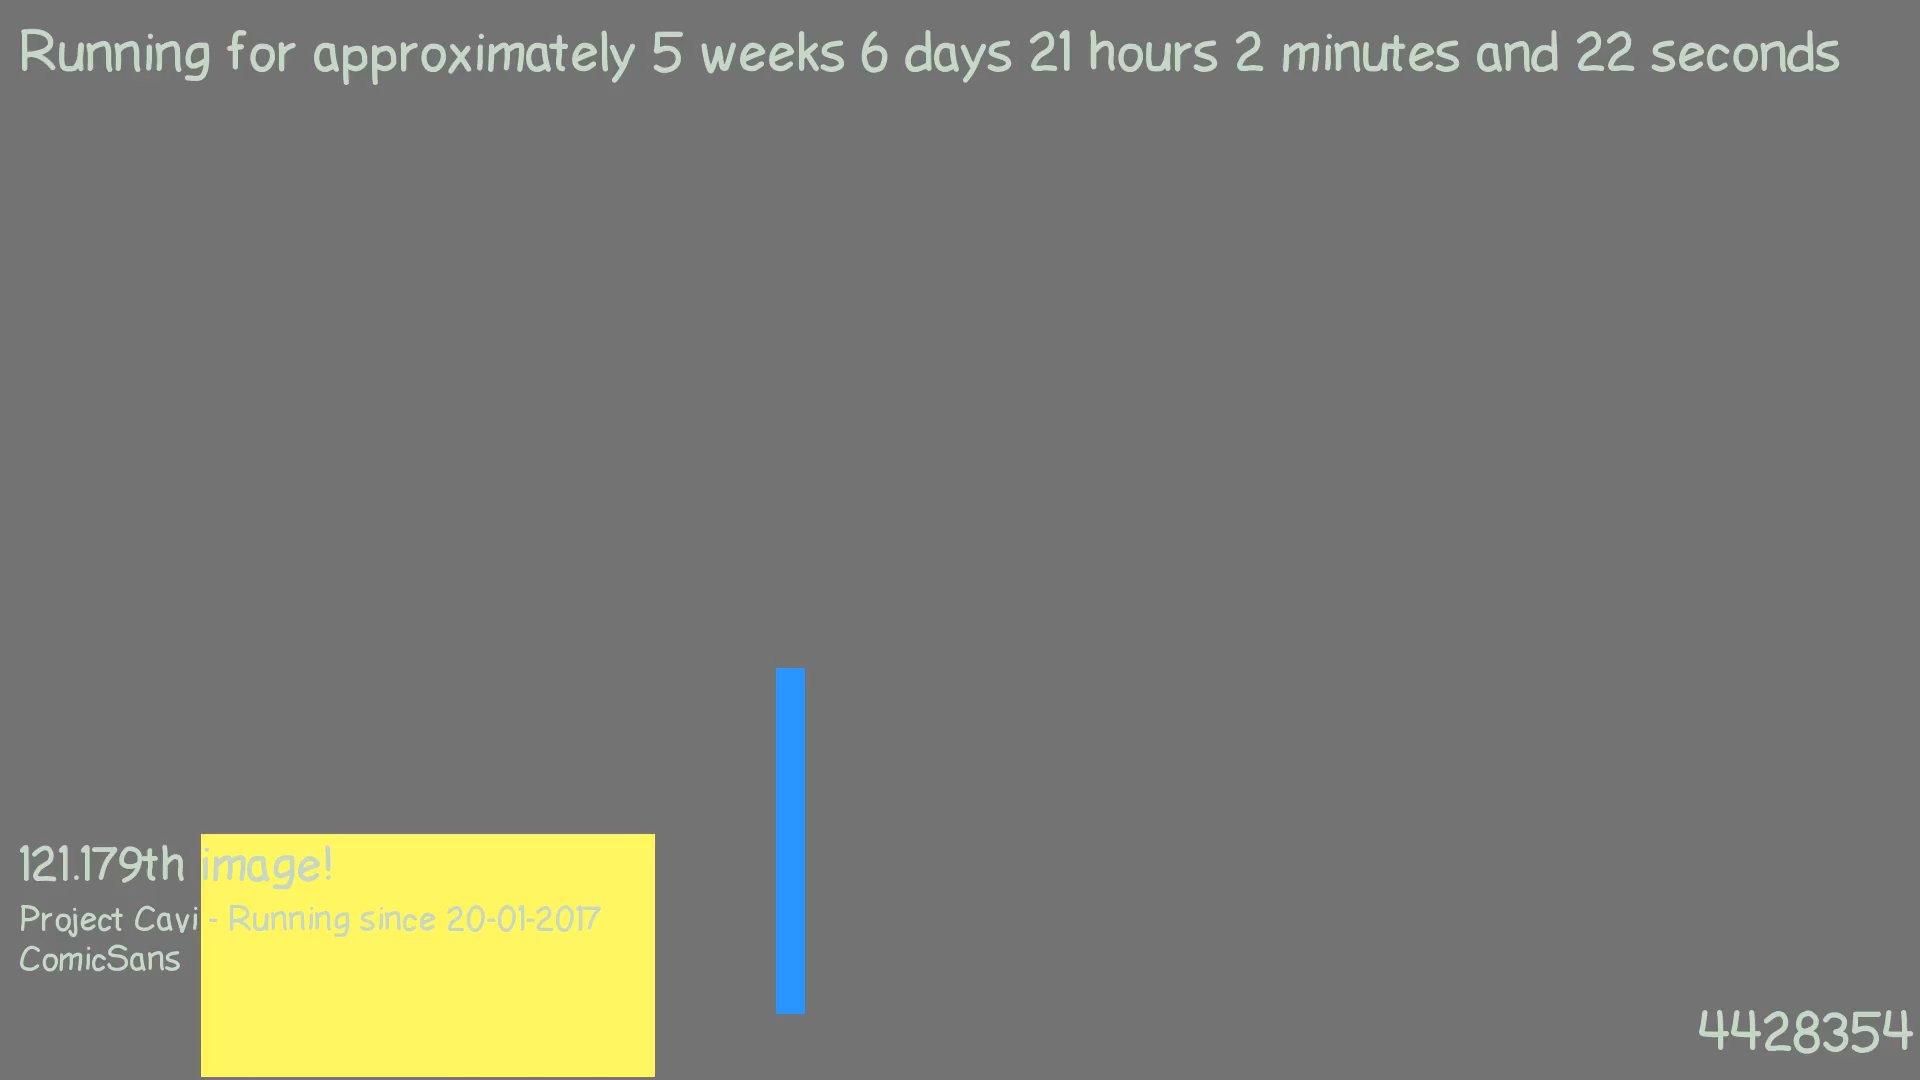 Running for approximately 5 weeks 6 days 21 hours 2 minutes and 22 seconds
121.179th image!
Project Cavi - Running since 20-01-2017
ComicSans
4428354